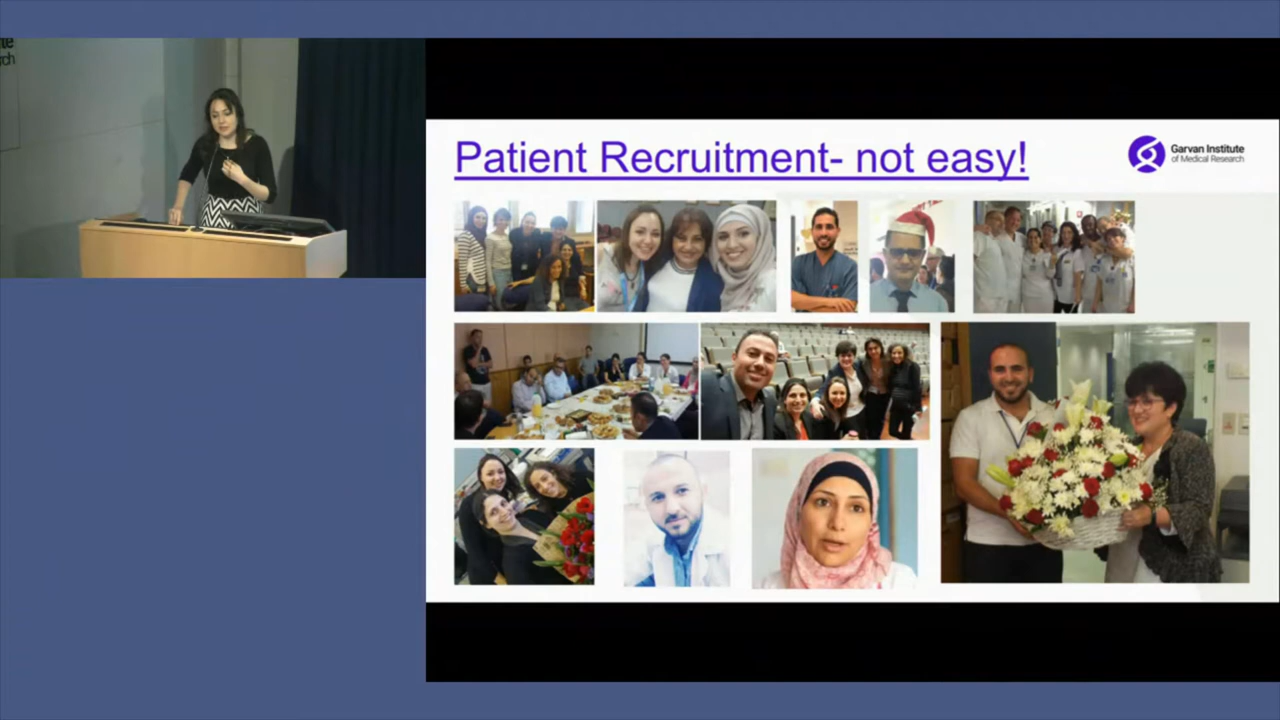 Patient Recruitment- not easy!
Garvan Institute
of Medical Research